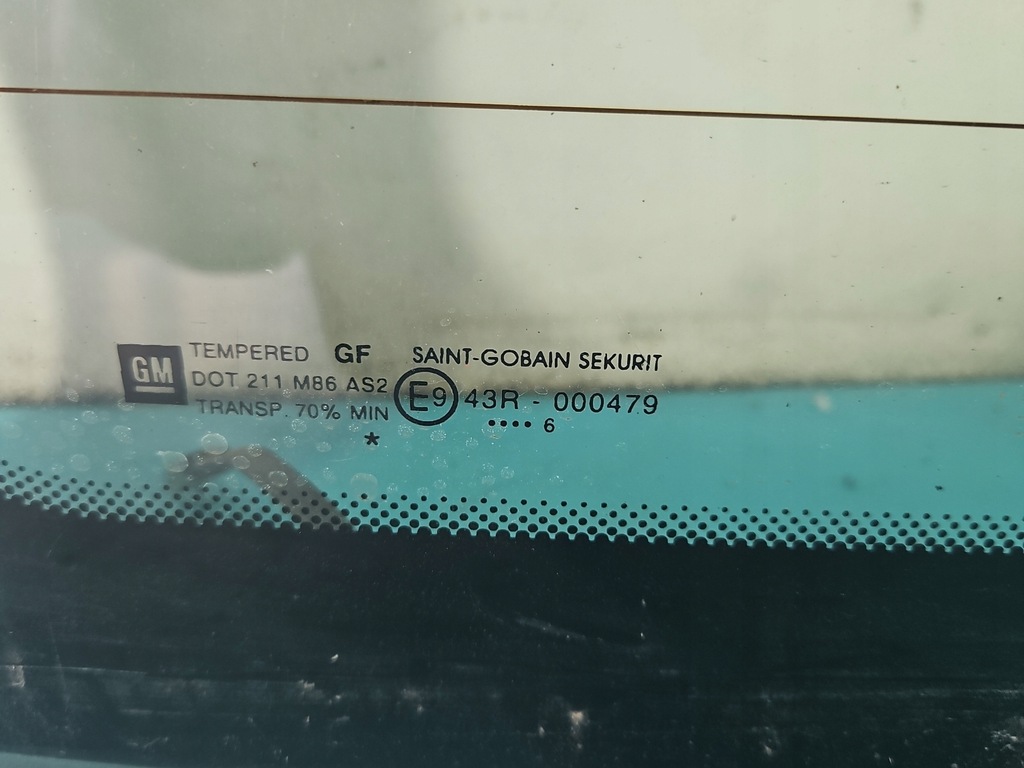 GM
TEMPERED GF SAINT-GOBAIN SEKURIT
DOT 211 M86 AS2 E9 43R - 000479
TRANSP. 70% MIN •••• 6
*